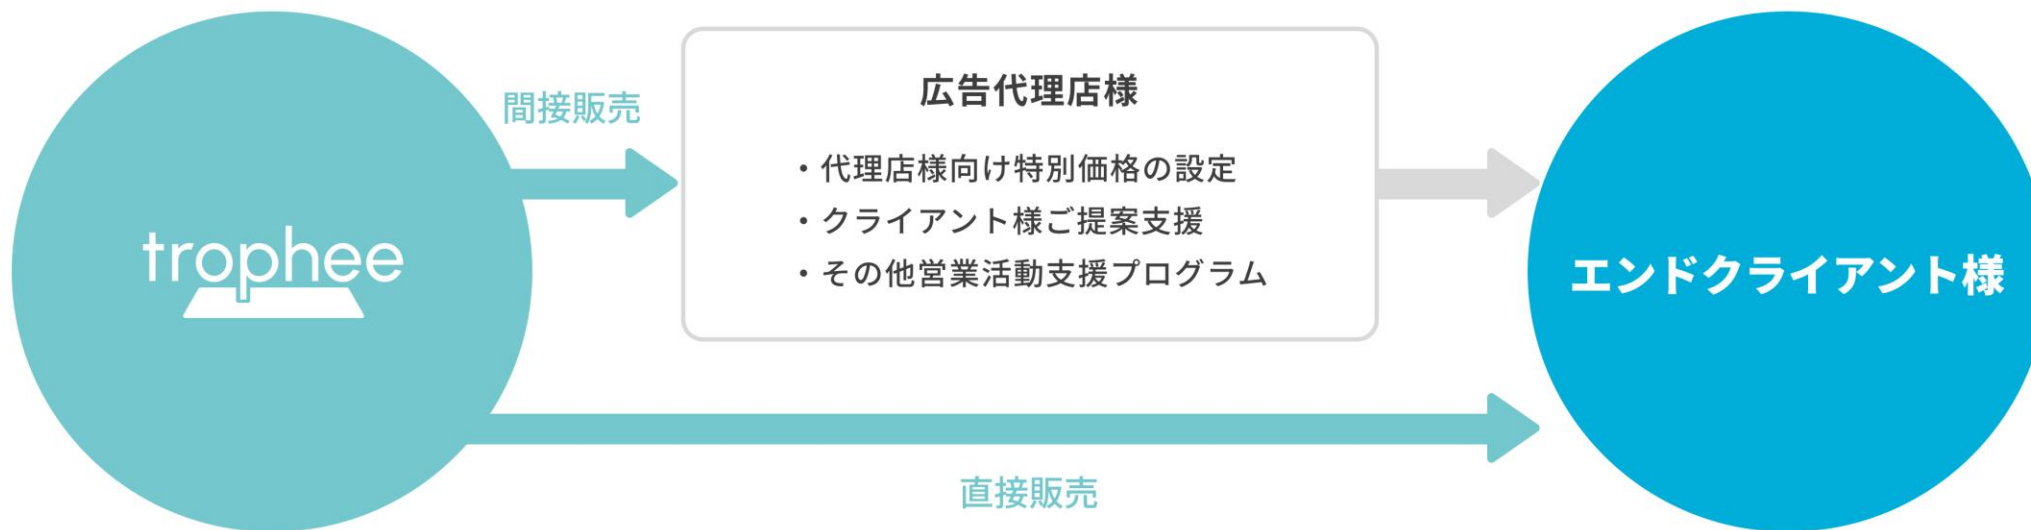 trophee
間接販売
広告代理店様
・代理店様向け特別価格の設定
・クライアント様ご提案支援
・その他営業活動支援プログラム
エンドクライアント様
直接販売